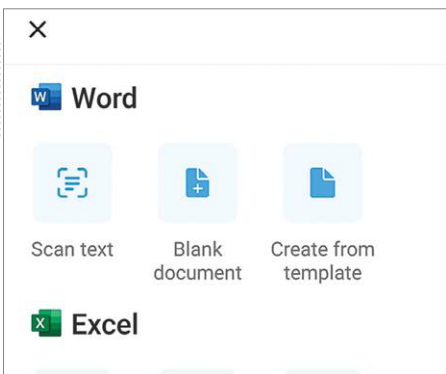 Word
Scan text
Blank
document
Create from
template
Excel